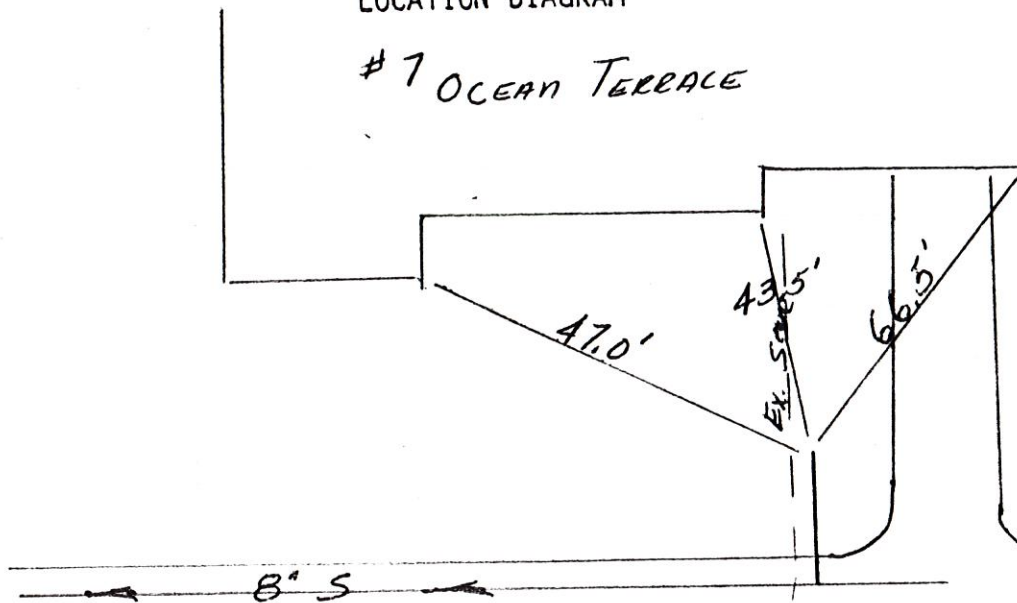 LOCATION DIAGRAM
# 7 OCEAN TERRACE
43.5'
66.5'
47.0'
Ex.
8" S